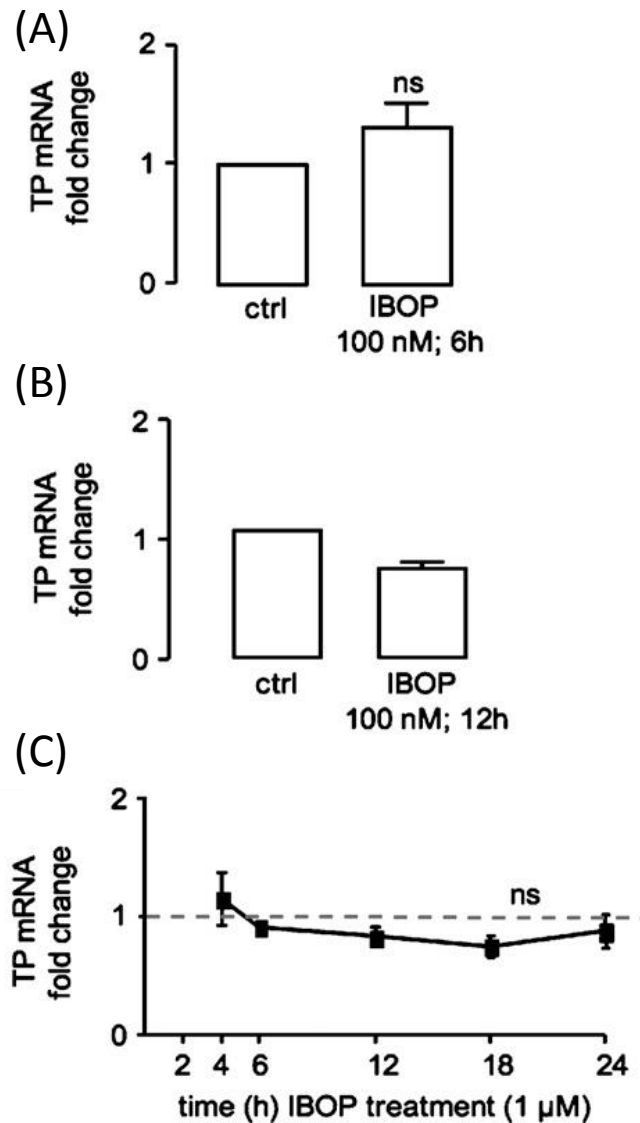 (A)
TP mRNA
fold change
2
1
0
ns
ctrl
IBOP
100 nM; 6h
(B)
TP mRNA
fold change
2
1
0
ctrl
IBOP
100 nM; 12h
(C)
TP mRNA
fold change
2
1
0
ns
2 4 6 12 18 24
time (h) IBOP treatment (1 µM)